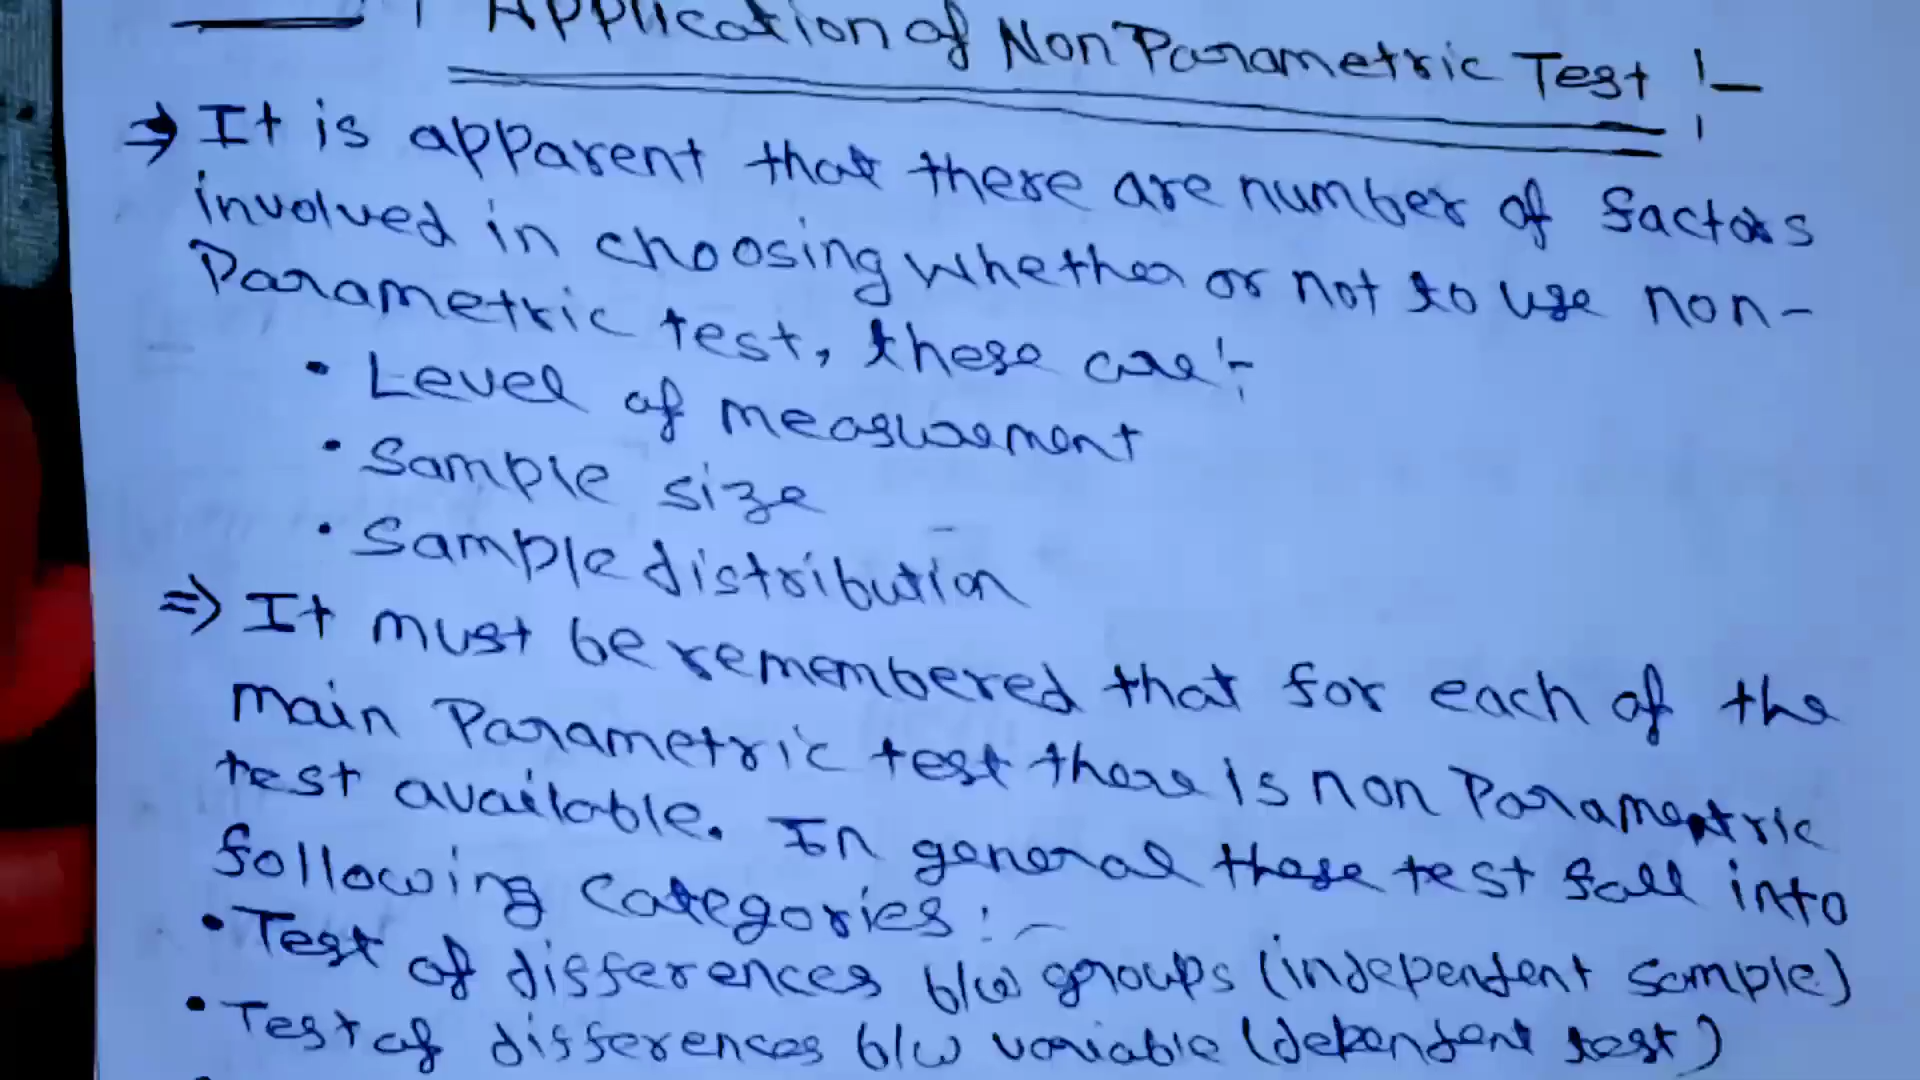 Application of Non Parametric Test :-
⇒ It is apparent that there are number of factors
involved in choosing whether or not to use non-
Parametric test, these are :-
• Level of measurement
• Sample size
• Sample distribution
⇒ It must be remembered that for each of the
main Parametric test there is non Parametric
test available. In general these test fall into
following categories :-
• Test of differences b/w groups (independent sample)
• Test of differences b/w variable (dependent test)